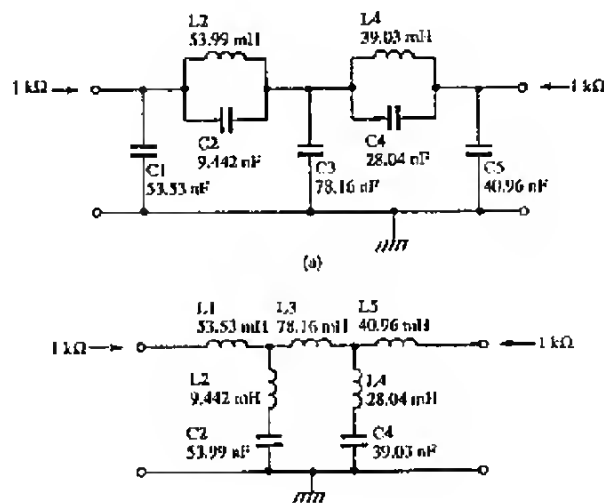 L2
53.99 mH
L4
39.03 mH
1 kΩ
1 kΩ
C2
9.442 nF
C4
28.04 nF
C1
53.53 nF
C3
78.16 nF
C5
40.96 nF
(a)
L1
53.53 mH
L3
78.16 mH
L5
40.96 mH
1 kΩ
1 kΩ
L2
9.442 mH
L4
28.04 mH
C2
53.99 nF
C4
39.03 nF